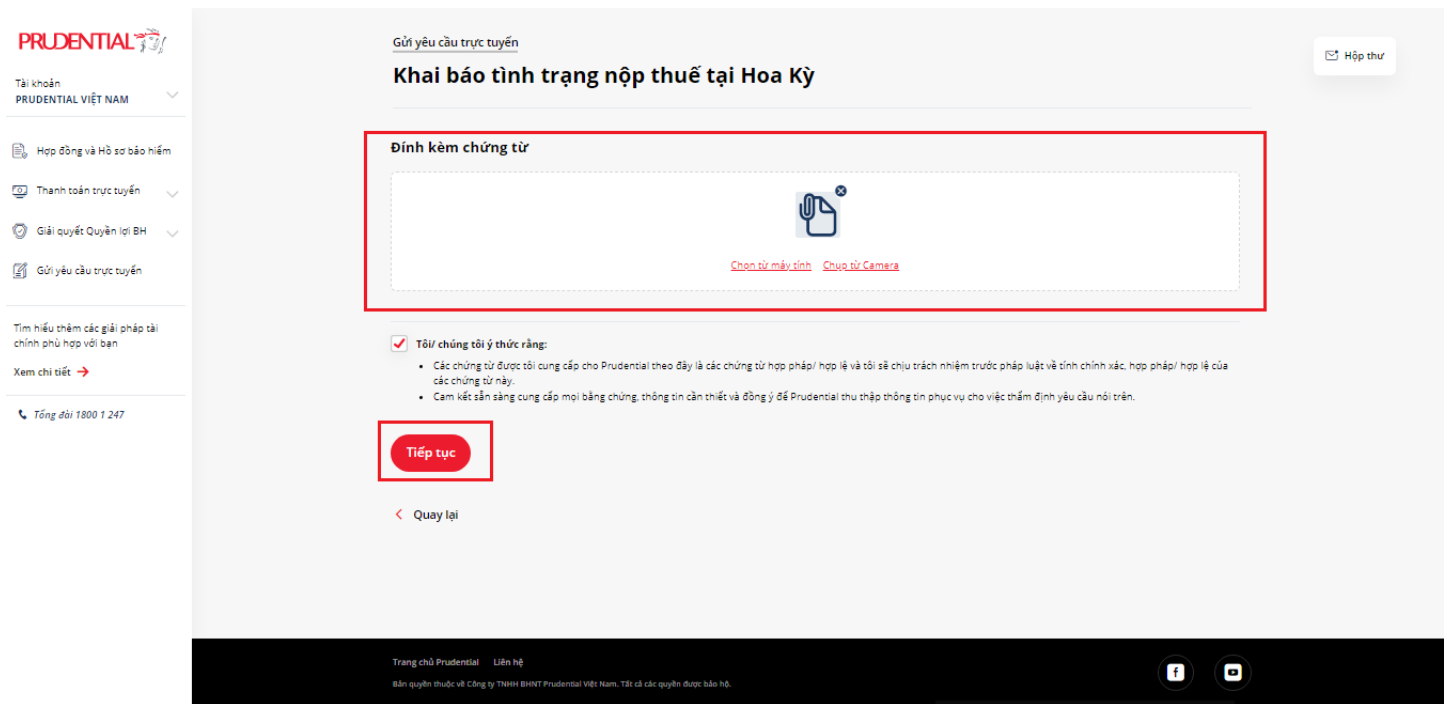 PRUDENTIAL
Tài khoản
PRUDENTIAL VIỆT NAM
Hợp đồng và Hồ sơ bảo hiểm
Thanh toán trực tuyến
Giải quyết Quyền lợi BH
Gửi yêu cầu trực tuyến
Tìm hiểu thêm các giải pháp tài
chính phù hợp với bạn
Xem chi tiết
Tổng đài 1800 1 247
Gửi yêu cầu trực tuyến
Khai báo tình trạng nộp thuế tại Hoa Kỳ
Hộp thư
Đính kèm chứng từ
Chọn từ máy tính Chụp từ Camera
Tôi/ chúng tôi ý thức rằng:
Các chứng từ được tôi cung cấp cho Prudential theo đây là các chứng từ hợp pháp/ hợp lệ và tôi sẽ chịu trách nhiệm trước pháp luật về tính chính xác, hợp pháp/ hợp lệ của
các chứng từ này.
Cam kết sẵn sàng cung cấp mọi bằng chứng, thông tin cần thiết và đồng ý để Prudential thu thập thông tin phục vụ cho việc thẩm định yêu cầu nói trên.
Tiếp tục
Quay lại
Trang chủ Prudential Liên hệ
Bản quyền thuộc về Công ty TNHH BHNT Prudential Việt Nam. Tất cả các quyền được bảo hộ.